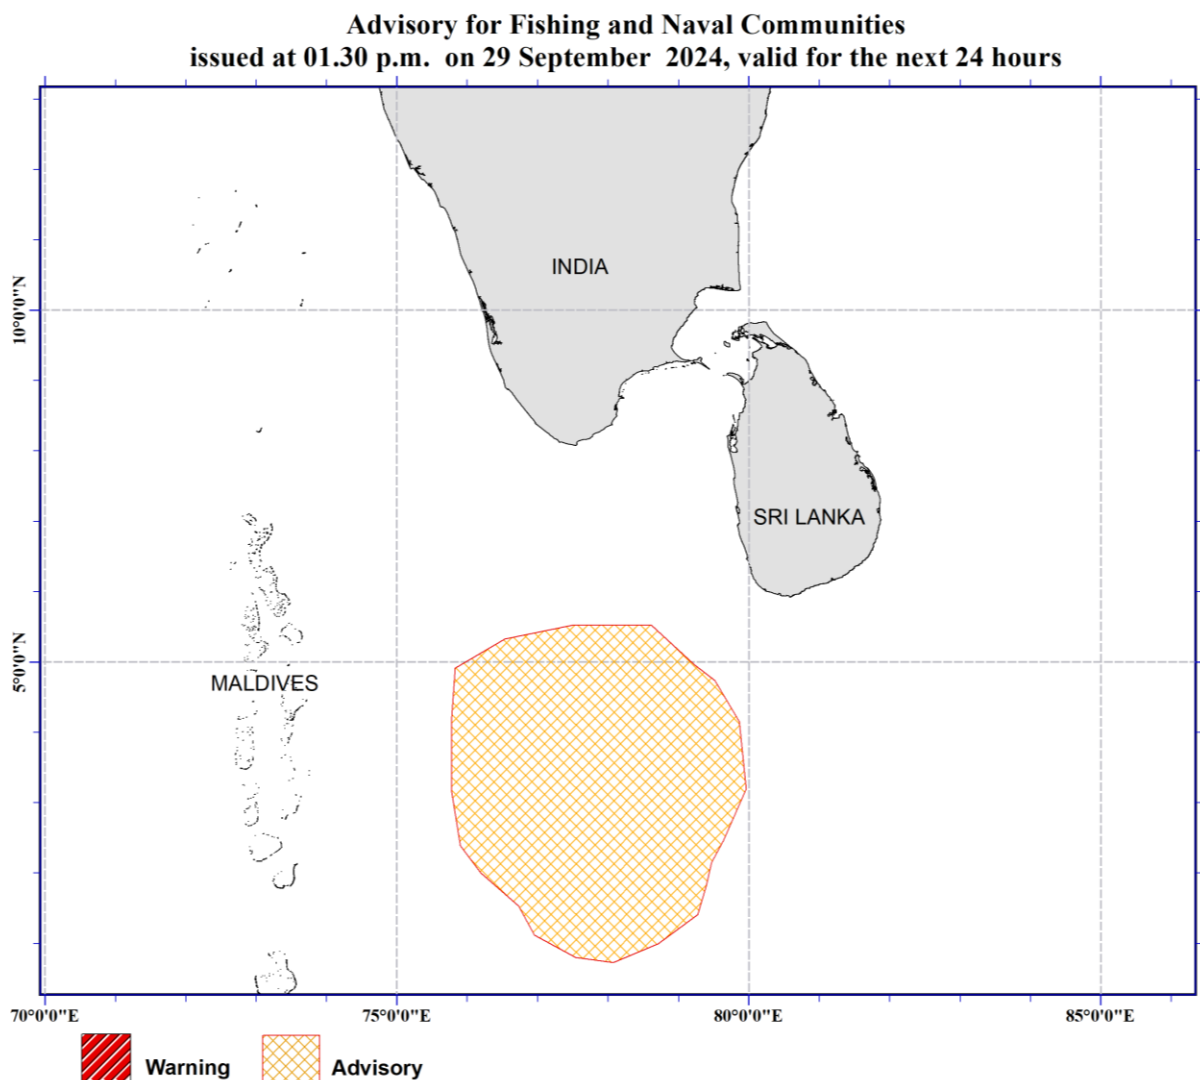 Advisory for Fishing and Naval Communities
issued at 01.30 p.m. on 29 September 2024, valid for the next 24 hours
INDIA
10°0'0"N
SRI LANKA
5°0'0"N
MALDIVES
70°0'0"E 75°0'0"E 80°0'0"E 85°0'0"E
Warning Advisory